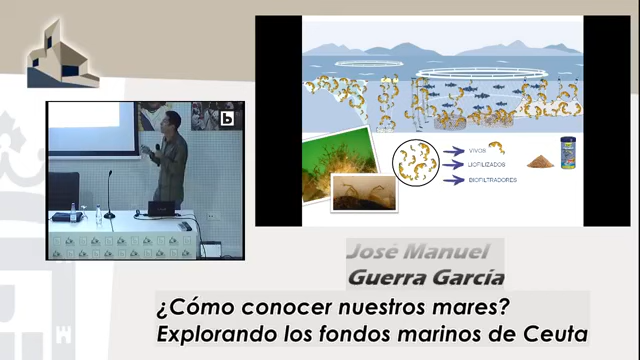 b
VIVOS
LIOFILIZADOS
BIOFILTRADORES
José Manuel
Guerra García
¿Cómo conocer nuestros mares?
Explorando los fondos marinos de Ceuta